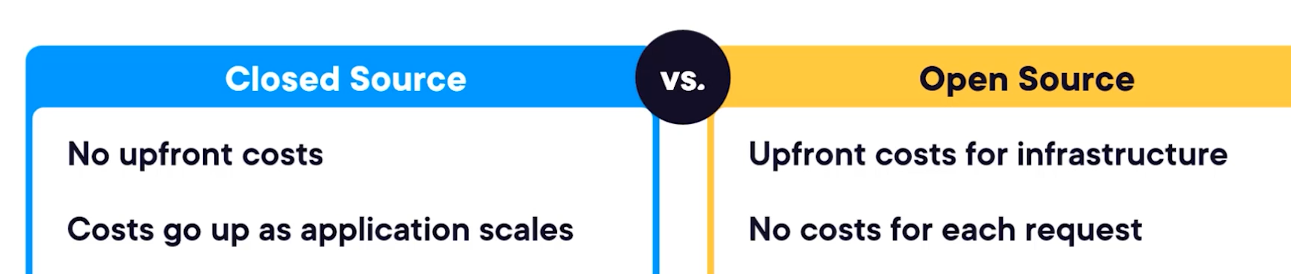 Closed Source
vs.
Open Source
No upfront costs
Upfront costs for infrastructure
Costs go up as application scales
No costs for each request